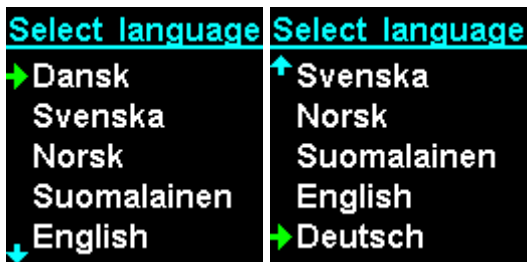 Select language
Dansk
Svenska
Norsk
Suomalainen
English
Select language
Svenska
Norsk
Suomalainen
English
Deutsch